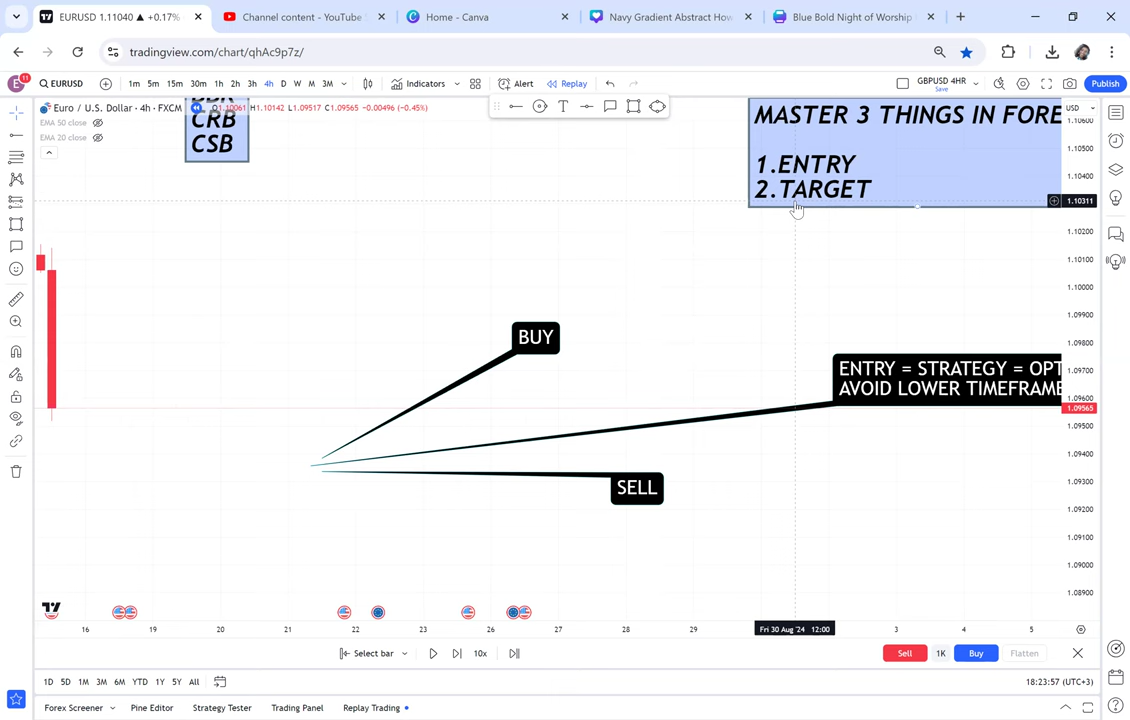 EURUSD 1.11040 ▲ +0.17%
Channel content - YouTube
Home - Canva
Navy Gradient Abstract How
Blue Bold Night of Worship
tradingview.com/chart/qhAc9p7z/
11
EURUSD
1m 5m 15m 30m 1h 2h 3h 4h D W M 3M
Indicators
Alert
Replay
GBPUSD 4HR
Save
Publish
Euro / U.S. Dollar · 4h · FXCM
O1.10061 H1.10142 L1.09517 C1.09565 −0.00496 (−0.45%)
EMA 50 close
EMA 20 close
CRB
CSB
MASTER 3 THINGS IN FORE
1.ENTRY
2.TARGET
BUY
ENTRY = STRATEGY = OPT
AVOID LOWER TIMEFRAME
SELL
USD
1.10600
1.10500
1.10400
1.10311
1.10200
1.10100
1.10000
1.09900
1.09800
1.09700
1.09600
1.09565
1.09500
1.09400
1.09300
1.09200
1.09100
1.09000
1.08900
16 19 20 21 22 23 26 27 28 29 Fri 30 Aug '24 12:00 3 4 5
Select bar
10x
Sell 1K Buy Flatten
1D 5D 1M 3M 6M YTD 1Y 5Y All
18:23:57 (UTC+3)
Forex Screener
Pine Editor
Strategy Tester
Trading Panel
Replay Trading